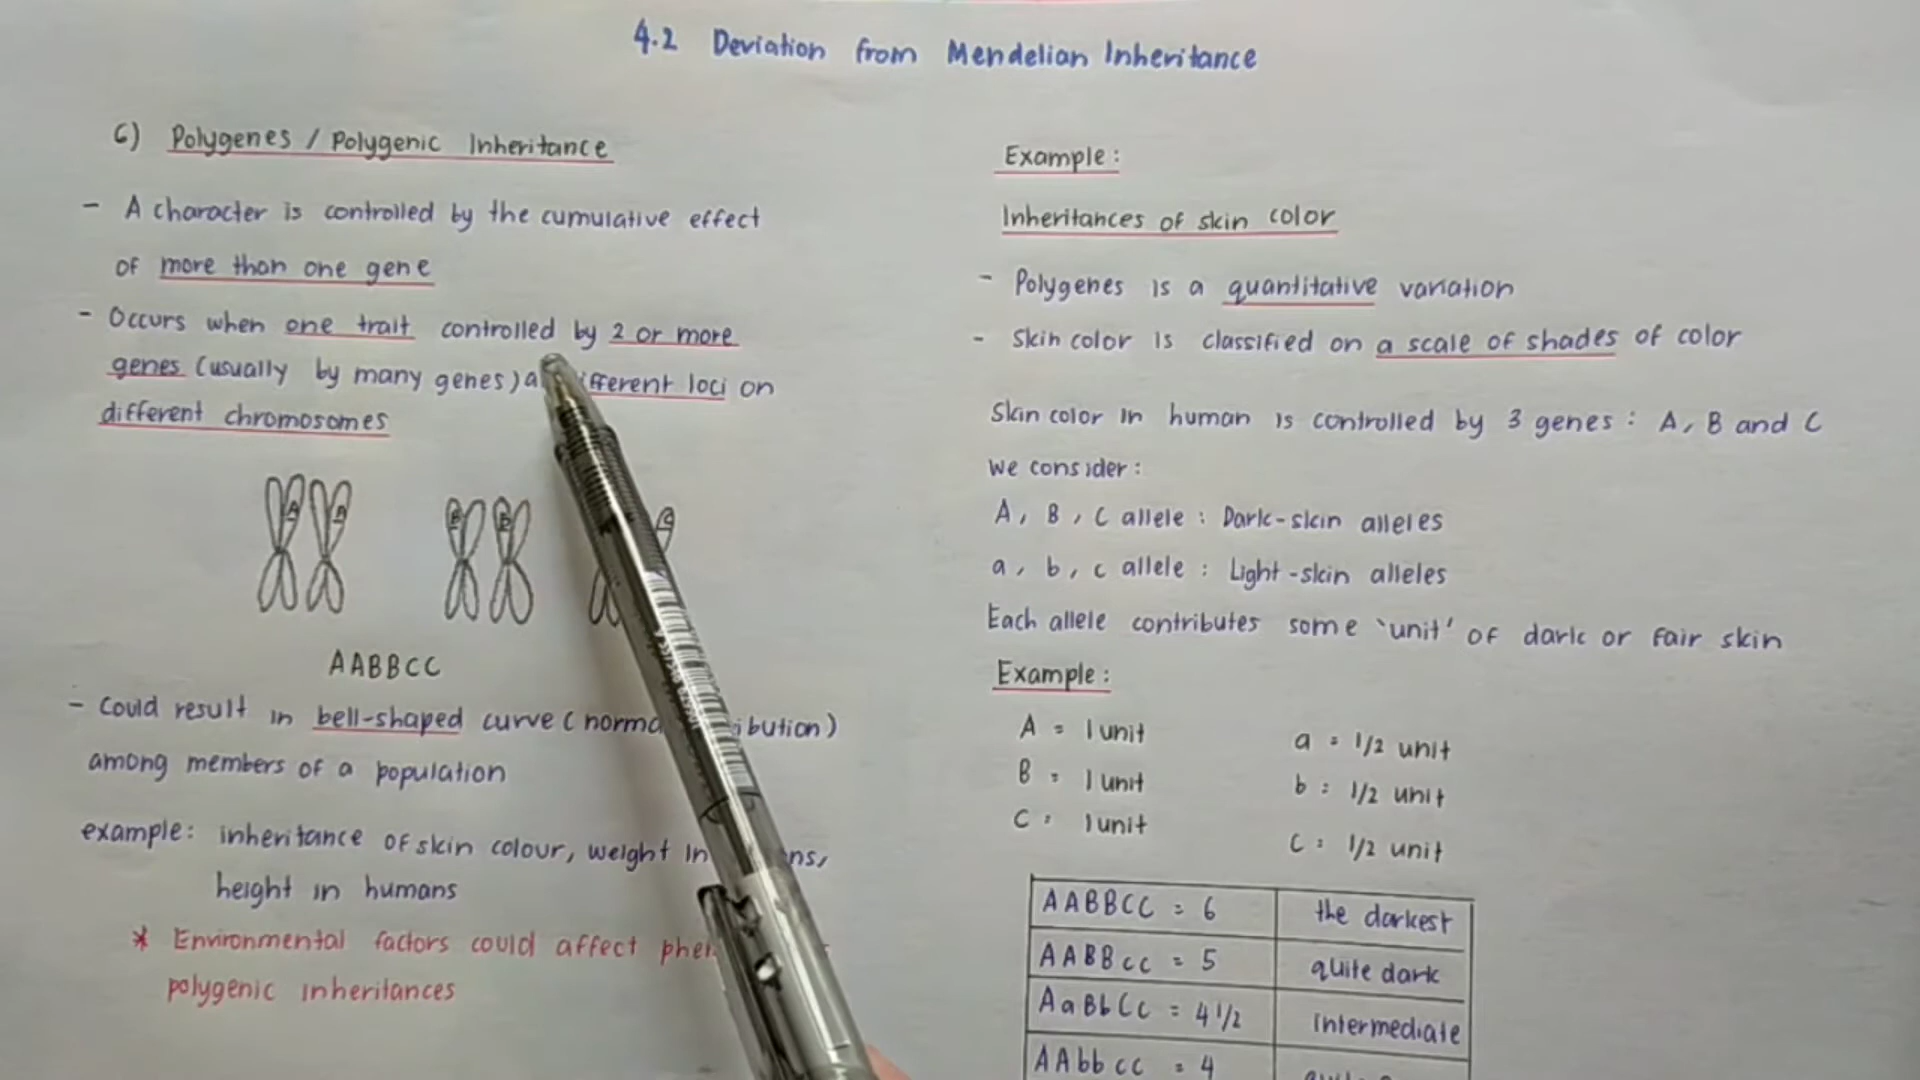 4.2 Deviation from Mendelian Inheritance
6) Polygenes / Polygenic Inheritance
- A character is controlled by the cumulative effect
of more than one gene
- Occurs when one trait controlled by 2 or more
genes (usually by many genes) loci on
different chromosomes
A A
B B
C
AABBCC
- Could result in bell-shaped curve (
among members of a population
example: inheritance of skin colour, weight in
height in humans
* Environmental factors could affect
polygenic inheritances
Example:
Inheritances of skin color
- Polygenes is a quantitative variation
- Skin color is classified on a scale of shades of color
Skin color in human is controlled by 3 genes: A, B and C
we consider:
A, B, C allele: Dark-skin alleles
a, b, c allele: Light-skin alleles
Each allele contributes some 'unit' of dark or fair skin
Example:
A = 1 unit a = 1/2 unit
B = 1 unit b = 1/2 unit
C = 1 unit c = 1/2 unit
AABBCC = 6 the darkest
AABBcc = 5 quite dark
AaBbCc = 4 1/2 intermediate
AAbbcc = 4